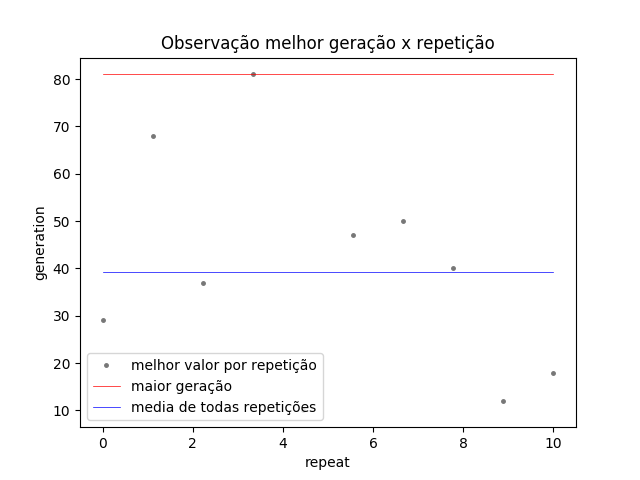 Observação melhor geração x repetição
80
70
60
50
40
30
20
10
generation
melhor valor por repetição
maior geração
media de todas repetições
0 2 4 6 8 10
repeat